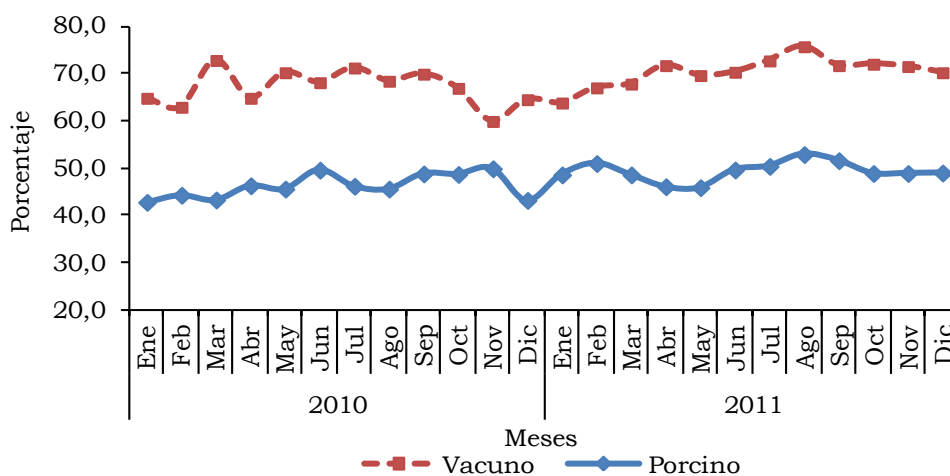 80,0
70,0
60,0
50,0
40,0
30,0
20,0
Porcentaje
Ene Feb Mar Abr May Jun Jul Ago Sep Oct Nov Dic Ene Feb Mar Abr May Jun Jul Ago Sep Oct Nov Dic
2010 2011
Meses
Vacuno Porcino